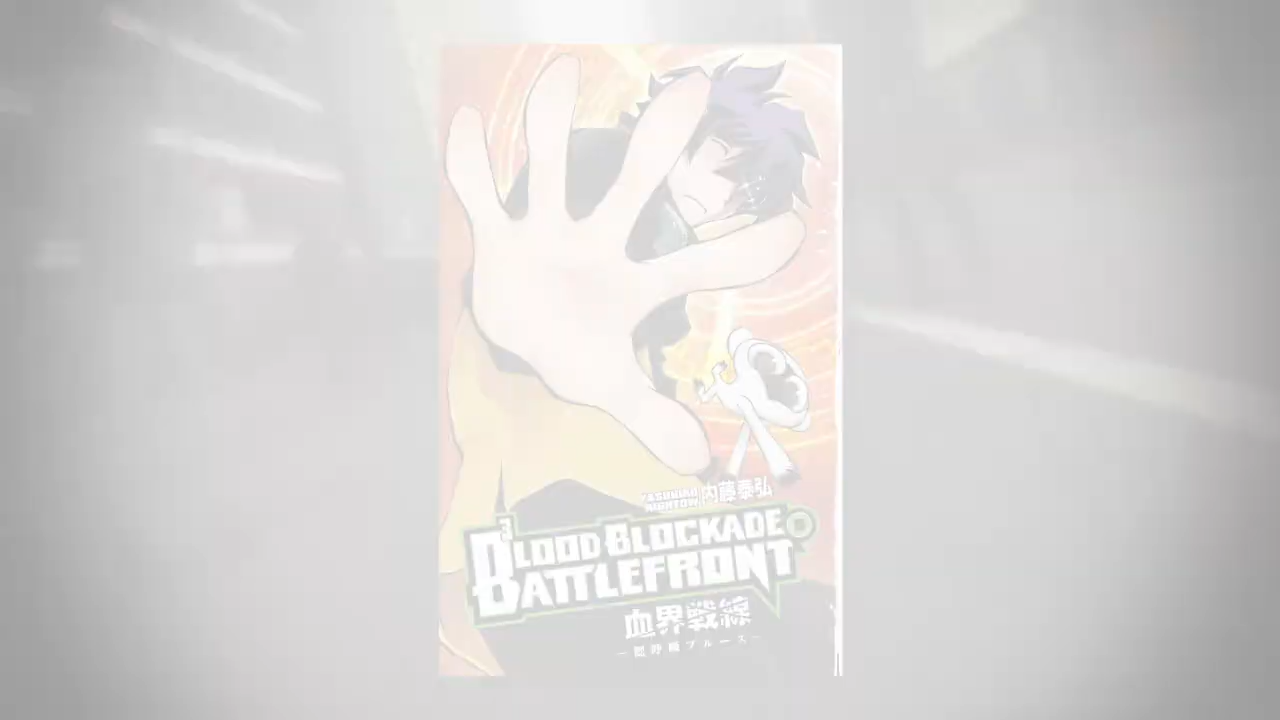 YASUHIRO
NIGHTOW
内藤泰弘
BLOOD BLOCKADE
BATTLEFRONT
血界戦線